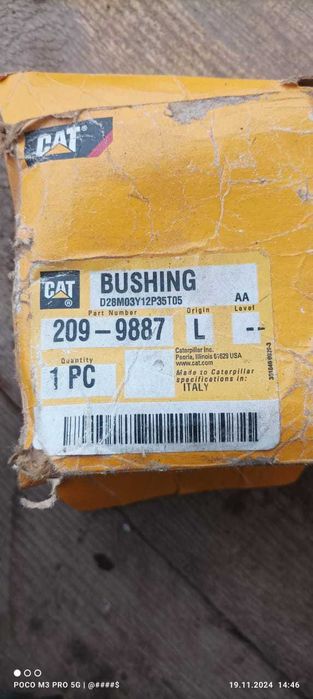 CAT®
CAT®
BUSHING
D28M03Y12P35T05
AA
Part Number
Origin
Level
209-9887
L
--
Quantity
1 PC
Caterpillar Inc.
Peoria, Illinois 61629 USA
www.cat.com
Made to Caterpillar
specifications in:
ITALY
POCO M3 PRO 5G | @####$
19.11.2024 14:46